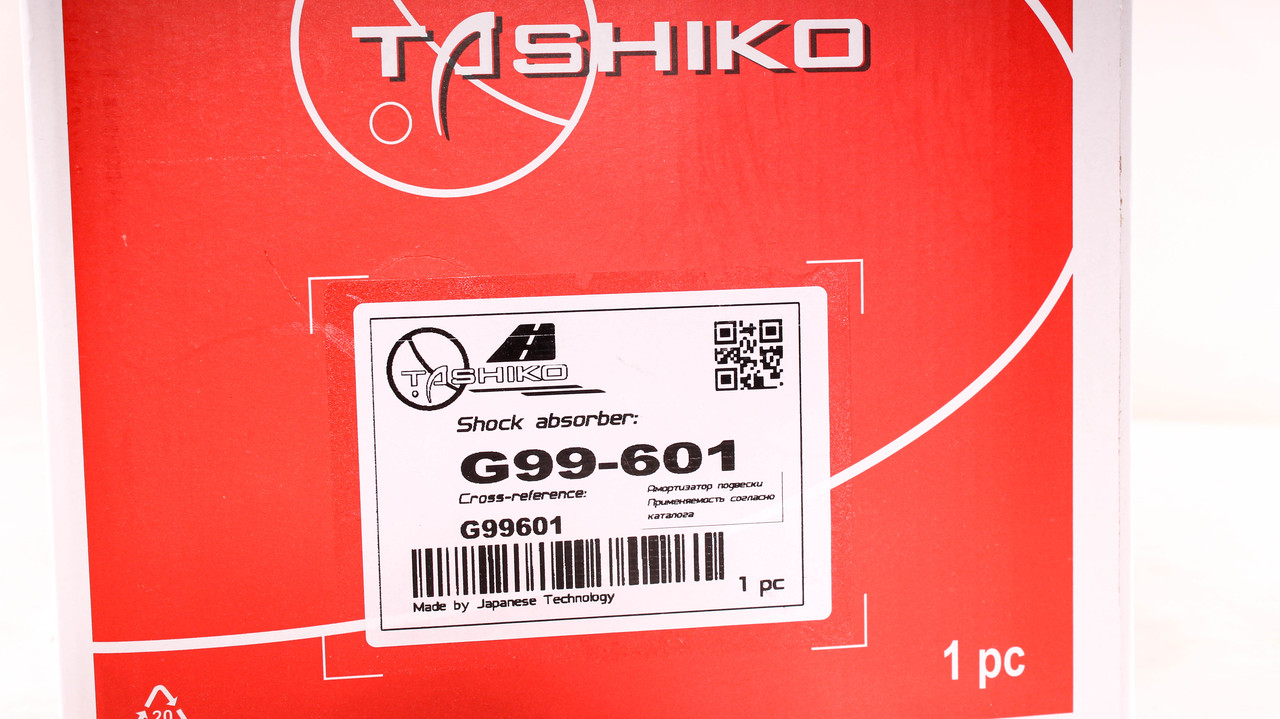 TASHIKO
TASHIKO
Shock absorber:
G99-601
Cross-reference:
Амортизатор подвески
Применяемость согласно
каталога
G99601
1 pc
Made by Japanese Technology
1 pc
20